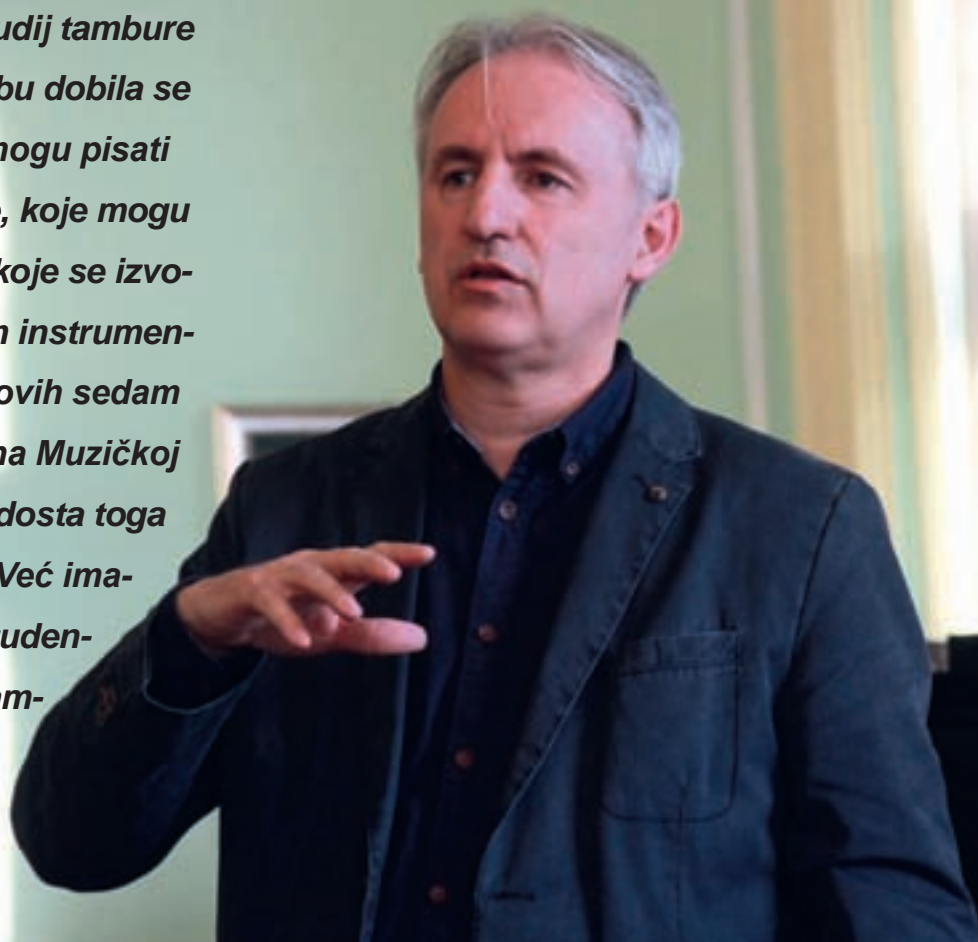 udij tambure
bu dobila se
mogu pisati
, koje mogu
koje se izvo-
m instrumen-
ovih sedam
na Muzičkoj
dosta toga
Već ima-
uden-
am-